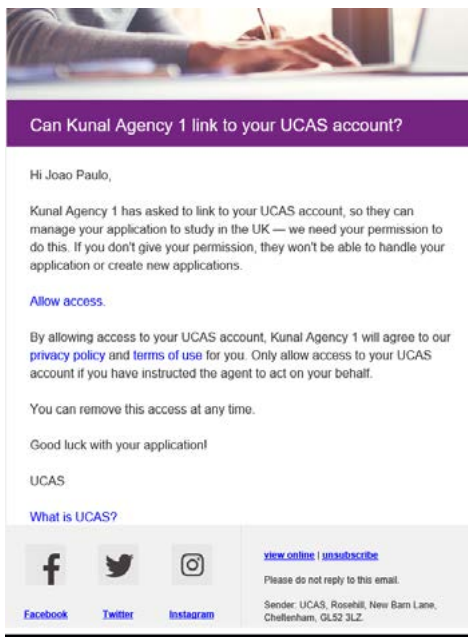 Can Kunal Agency 1 link to your UCAS account?
Hi Joao Paulo,
Kunal Agency 1 has asked to link to your UCAS account, so they can
manage your application to study in the UK — we need your permission to
do this. If you don't give your permission, they won't be able to handle your
application or create new applications.
Allow access.
By allowing access to your UCAS account, Kunal Agency 1 will agree to our
privacy policy and terms of use for you. Only allow access to your UCAS
account if you have instructed the agent to act on your behalf.
You can remove this access at any time.
Good luck with your application!
UCAS
What is UCAS?
Facebook Twitter Instagram
view online | unsubscribe
Please do not reply to this email.
Sender: UCAS, Rosehill, New Barn Lane,
Cheltenham, GL52 3LZ.